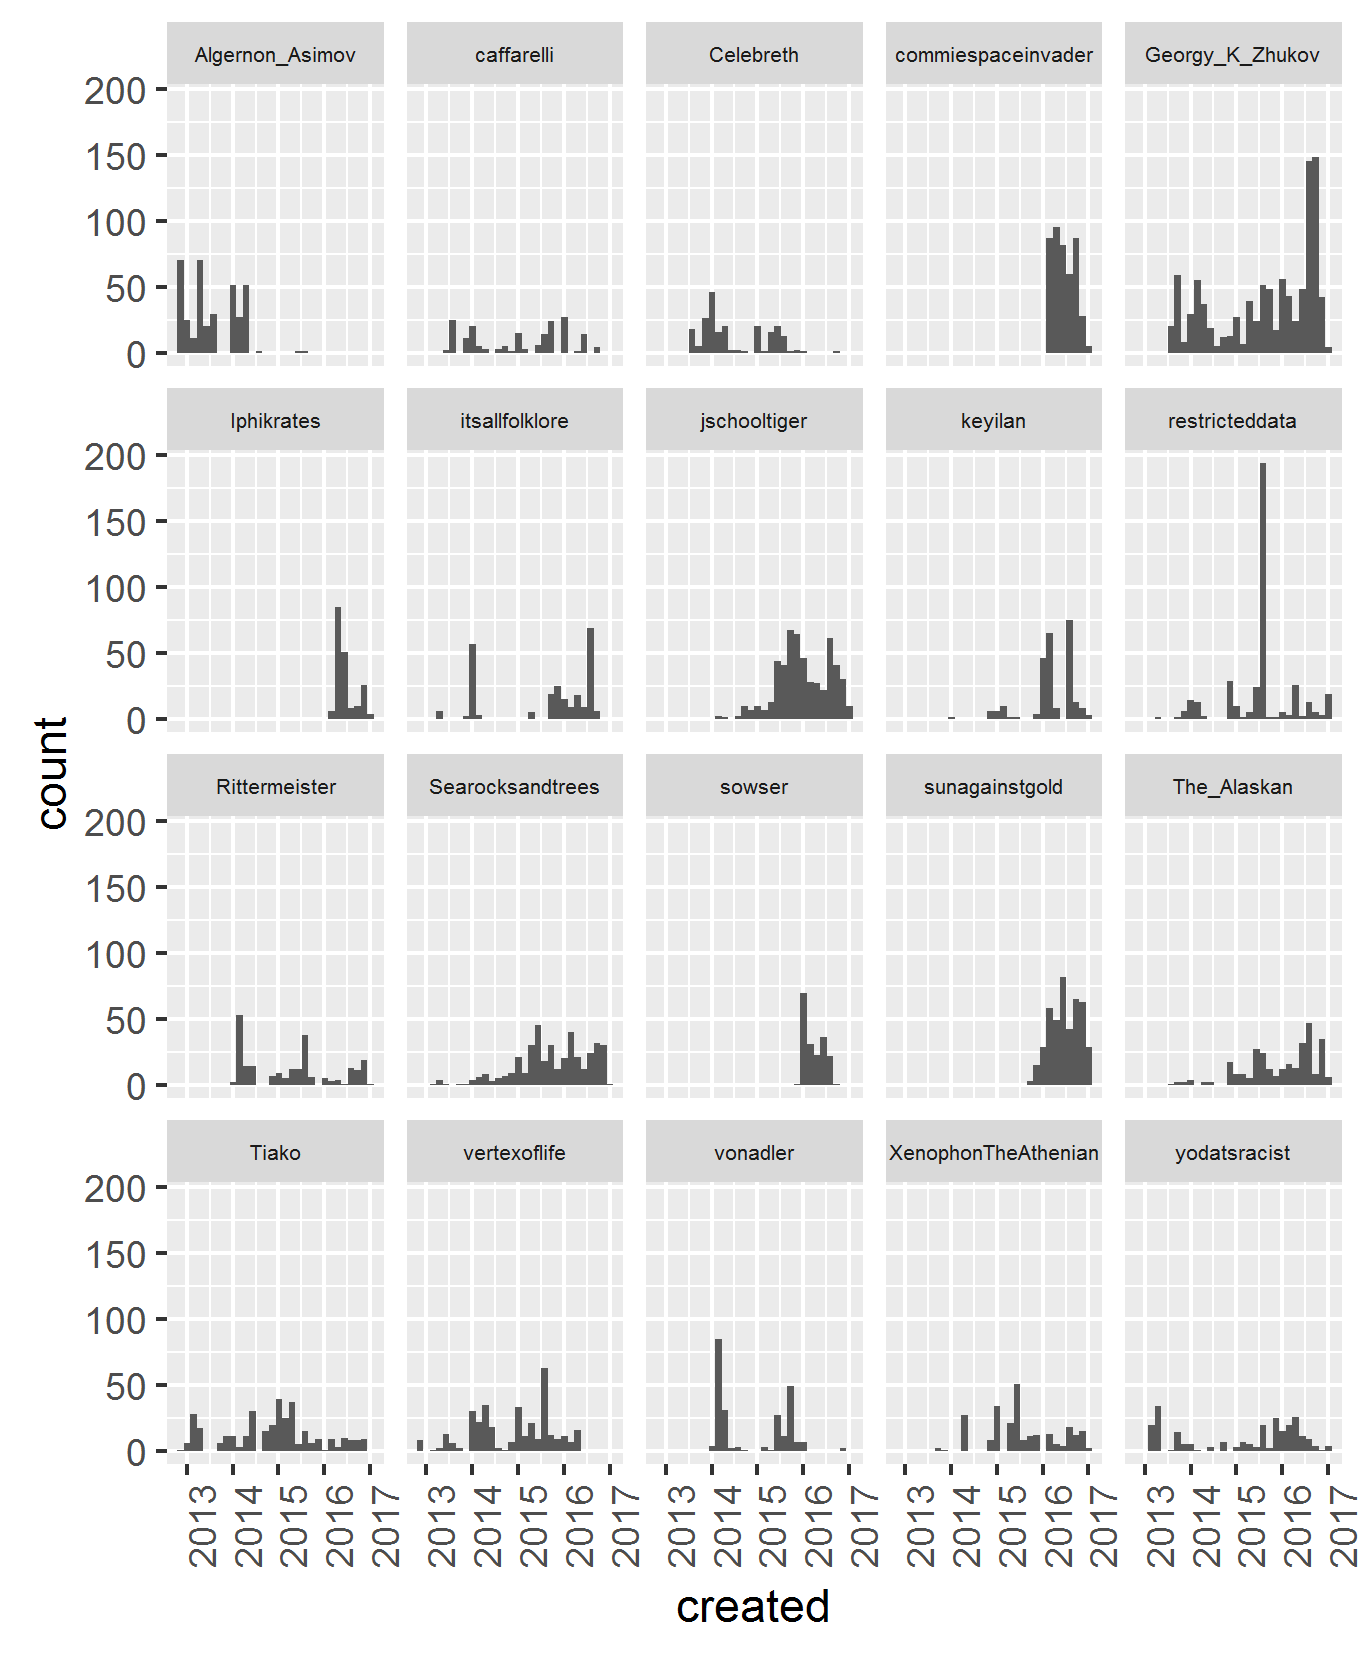 Algernon_Asimov caffarelli Celebreth commiespaceinvader Georgy_K_Zhukov
200
150
100
50
0
Iphikrates itsallfolklore jschooltiger keyilan restricteddata
200
150
100
50
0
Rittermeister Searocksandtrees sowser sunagainstgold The_Alaskan
200
150
100
50
0
Tiako vertexoflife vonadler XenophonTheAthenian yodatsracist
200
150
100
50
0
count
2013 2014 2015 2016 2017 2013 2014 2015 2016 2017 2013 2014 2015 2016 2017 2013 2014 2015 2016 2017 2013 2014 2015 2016 2017
created